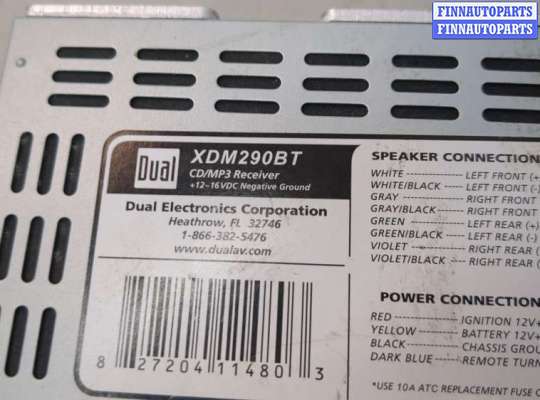 FINNAUTOPARTS
FINNAUTOPARTS
Dual
XDM290BT
CD/MP3 Receiver
+12~16VDC Negative Ground
Dual Electronics Corporation
Heathrow, FL 32746
1-866-382-5476
www.dualav.com
8 27204 11480 3
SPEAKER CONNECTION
WHITE LEFT FRONT (+
WHITE/BLACK LEFT FRONT (-)
GRAY RIGHT FRONT
GRAY/BLACK RIGHT FRONT
GREEN LEFT REAR (+)
GREEN/BLACK LEFT REAR (-)
VIOLET RIGHT REAR (
VIOLET/BLACK RIGHT REAR (
POWER CONNECTION
RED IGNITION 12V+
YELLOW BATTERY 12V+
BLACK CHASSIS GROU
DARK BLUE REMOTE TURN
*USE 10A ATC REPLACEMENT FUSE O